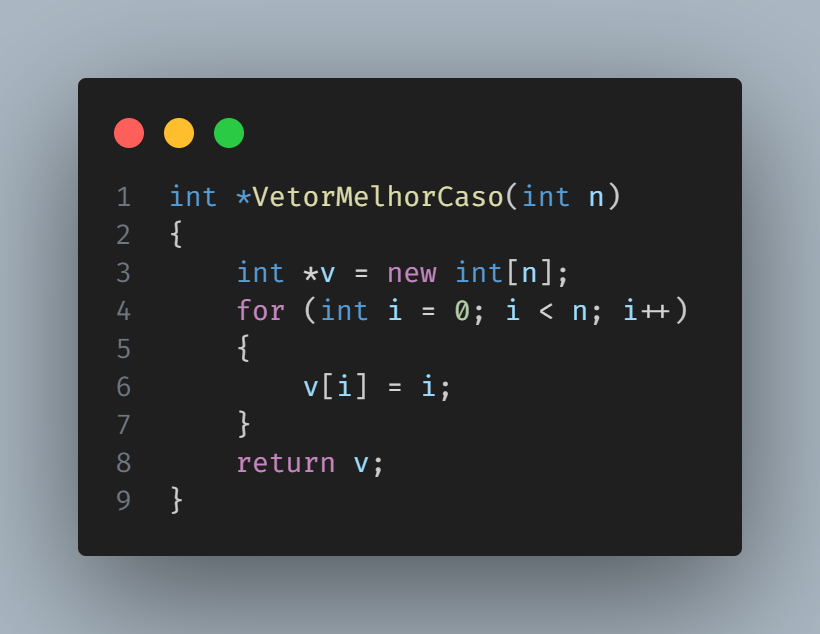 1 int *VetorMelhorCaso(int n)
2 {
3     int *v = new int[n];
4     for (int i = 0; i < n; i++)
5     {
6         v[i] = i;
7     }
8     return v;
9 }